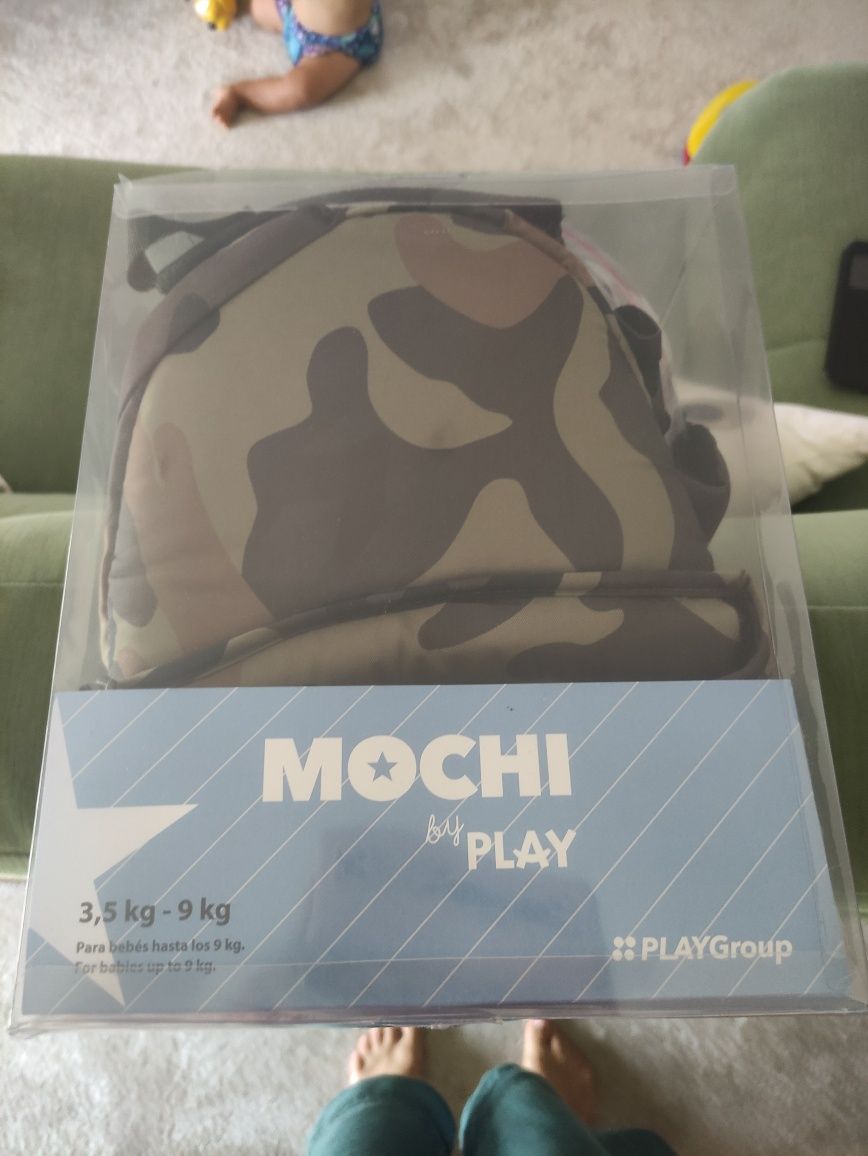 MOCHI
by PLAY
3,5 kg - 9 kg
Para bebés hasta los 9 kg.
For babies up to 9 kg.
PLAYGroup